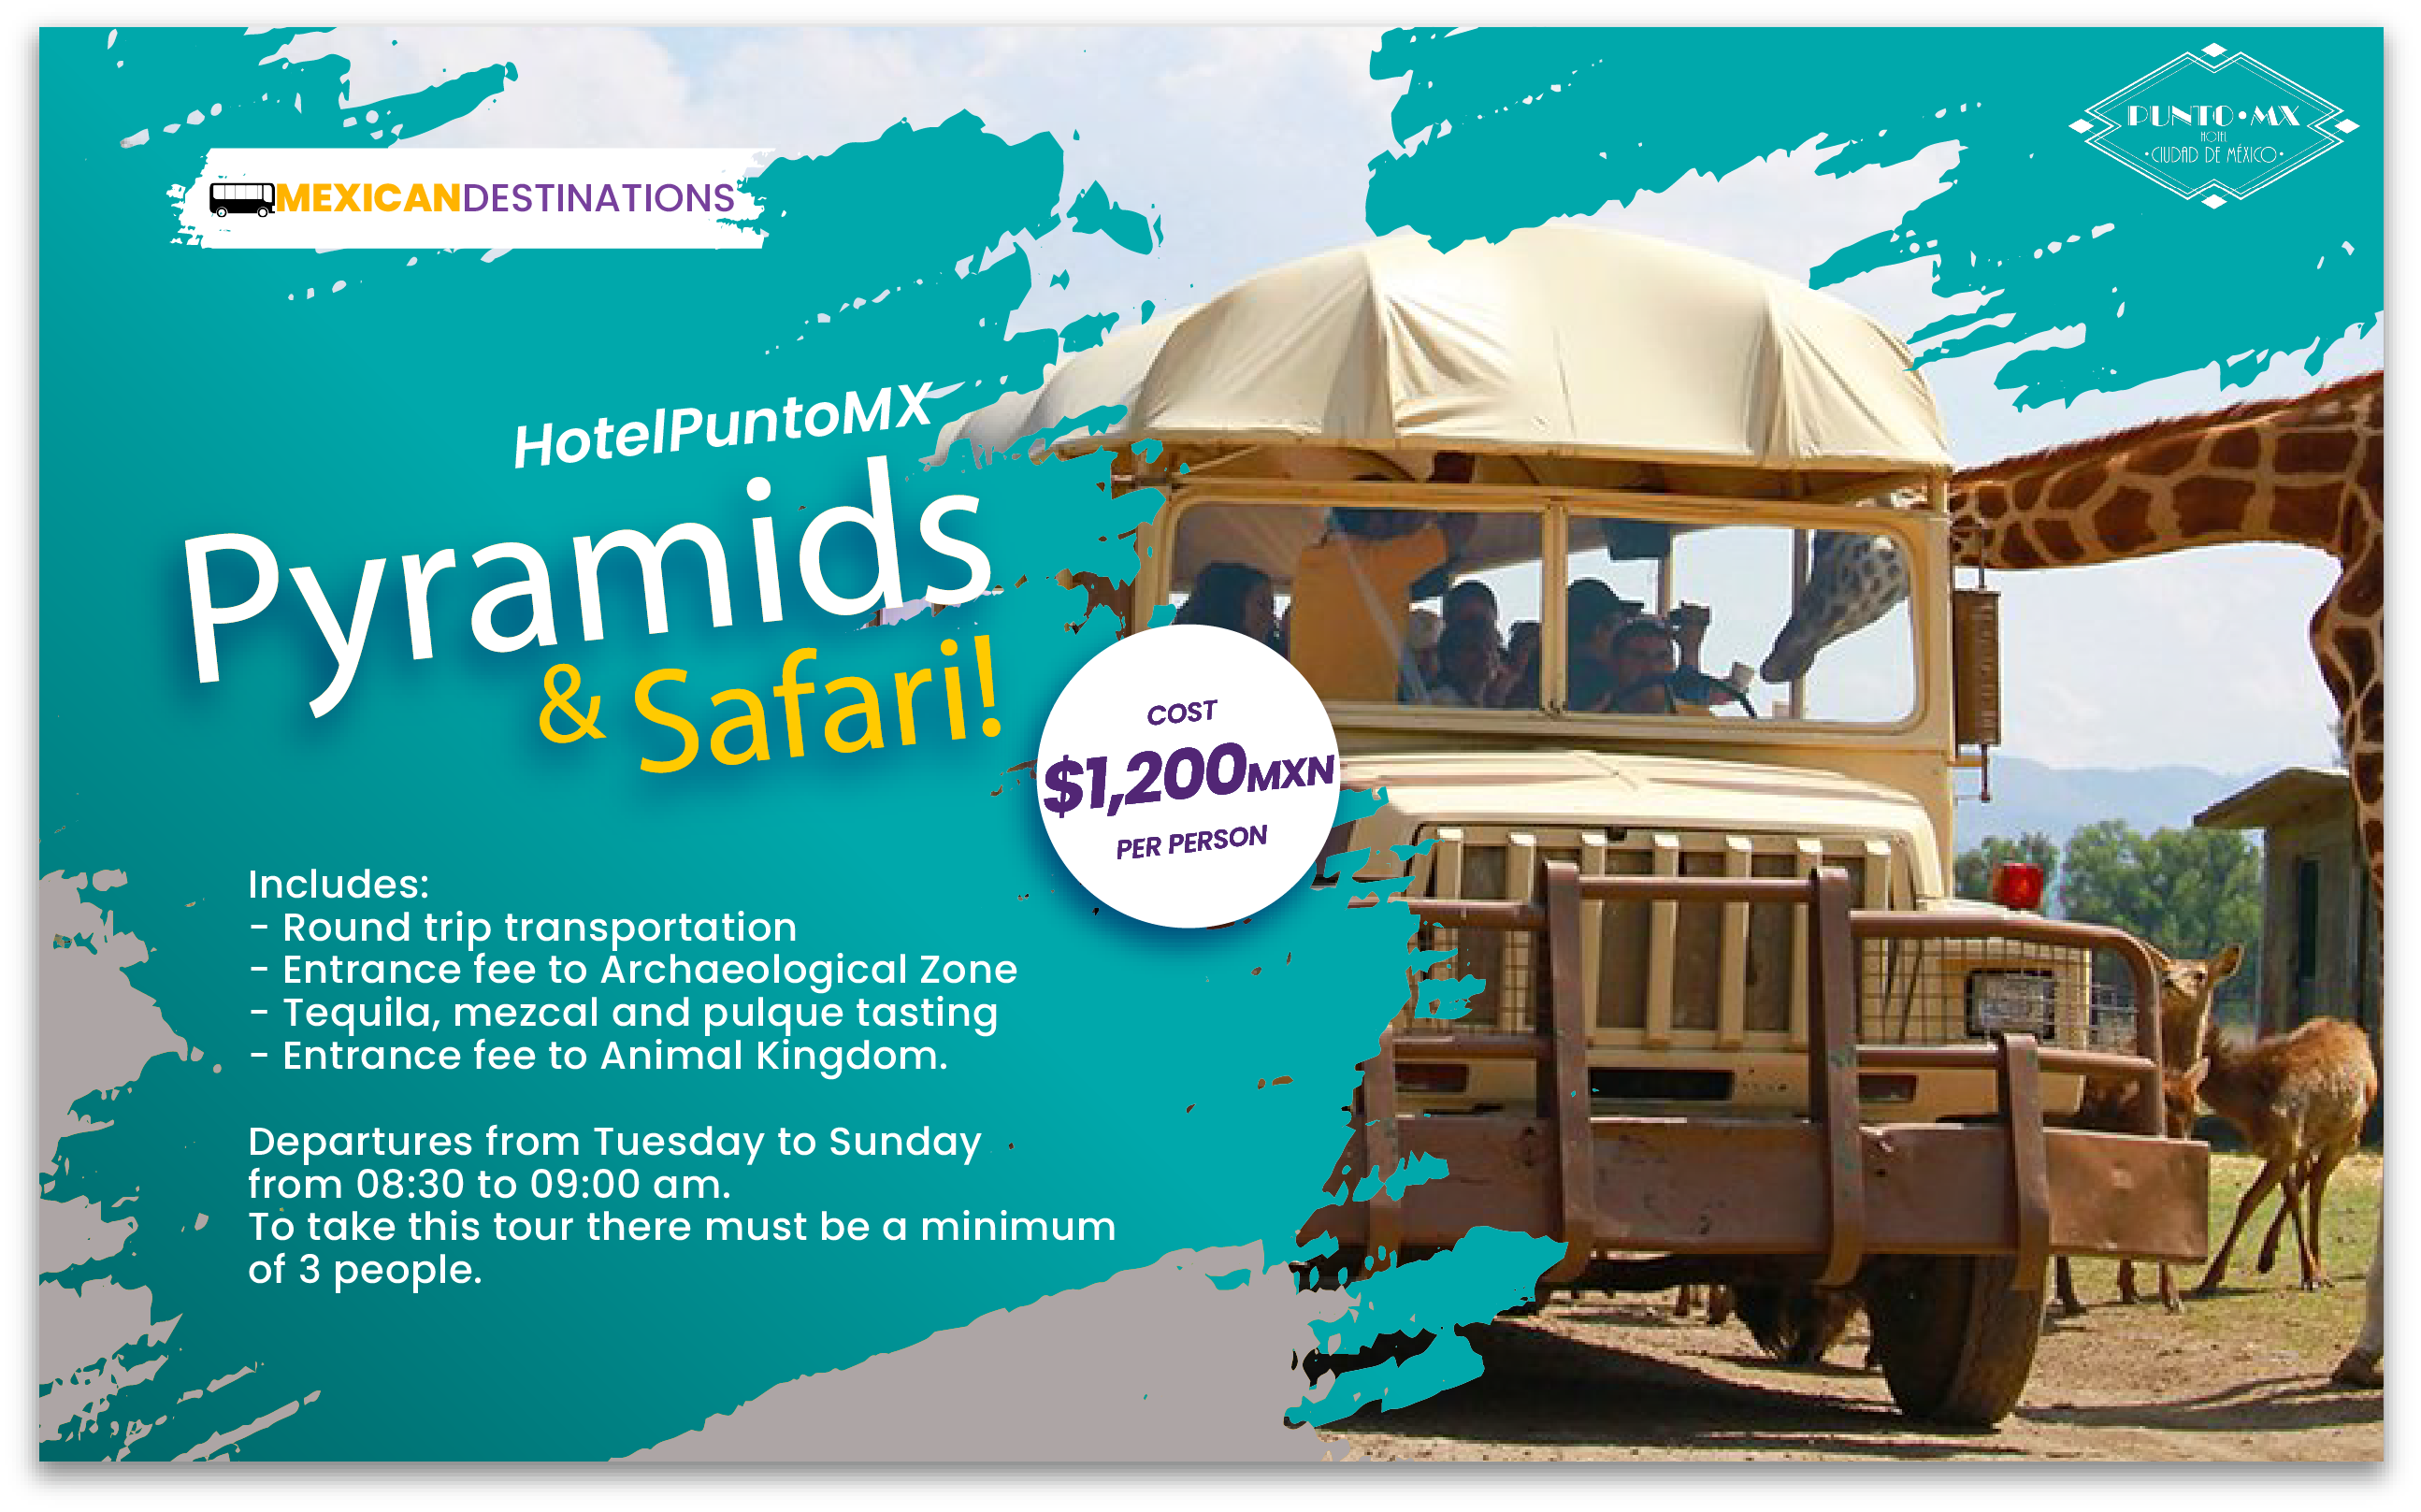 MEXICANDESTINATIONS
PUNTO•MX
HOTEL
•CIUDAD DE MÉXICO•
HotelPuntoMX
Pyramids
& Safari!
COST
$1,200MXN
PER PERSON
Includes:
- Round trip transportation
- Entrance fee to Archaeological Zone
- Tequila, mezcal and pulque tasting
- Entrance fee to Animal Kingdom.
Departures from Tuesday to Sunday
from 08:30 to 09:00 am.
To take this tour there must be a minimum
of 3 people.